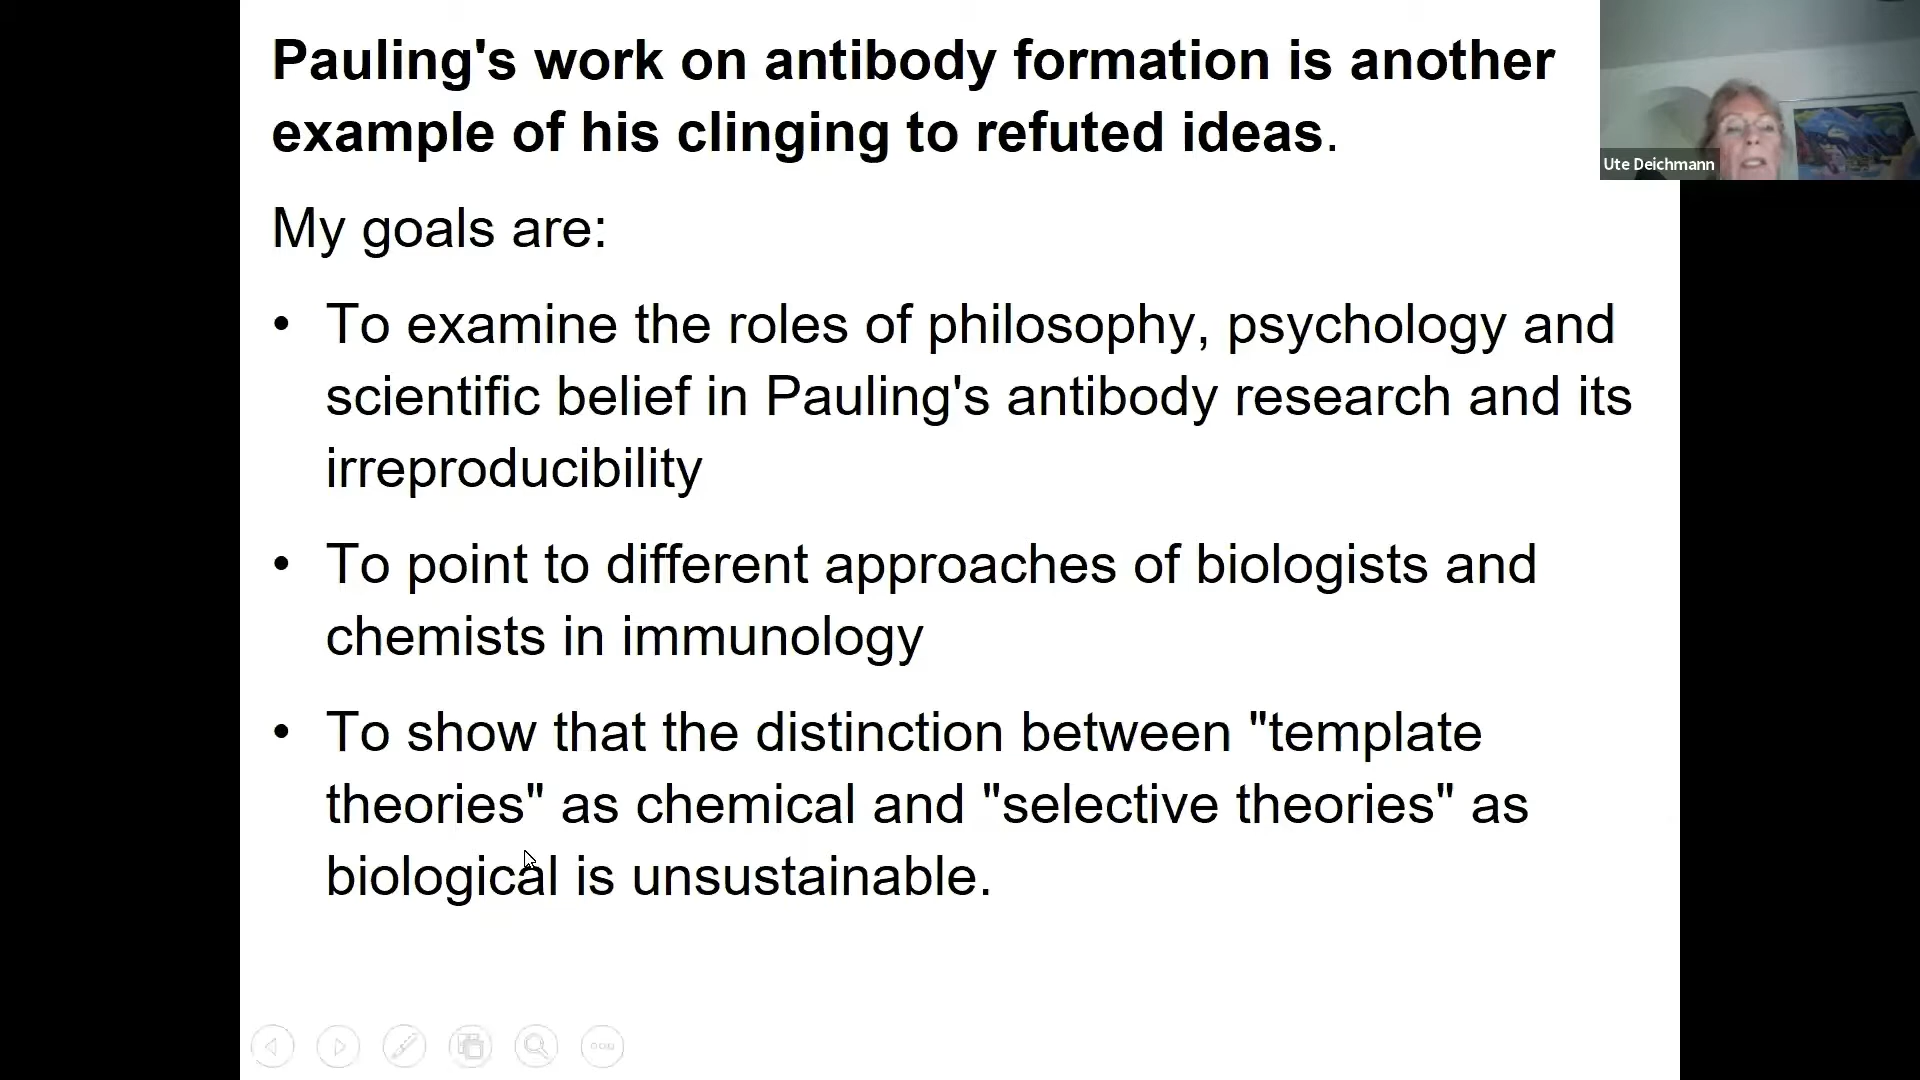 Pauling's work on antibody formation is another
example of his clinging to refuted ideas.
Ute Deichmann
My goals are:
• To examine the roles of philosophy, psychology and
scientific belief in Pauling's antibody research and its
irreproducibility
• To point to different approaches of biologists and
chemists in immunology
• To show that the distinction between "template
theories" as chemical and "selective theories" as
biological is unsustainable.